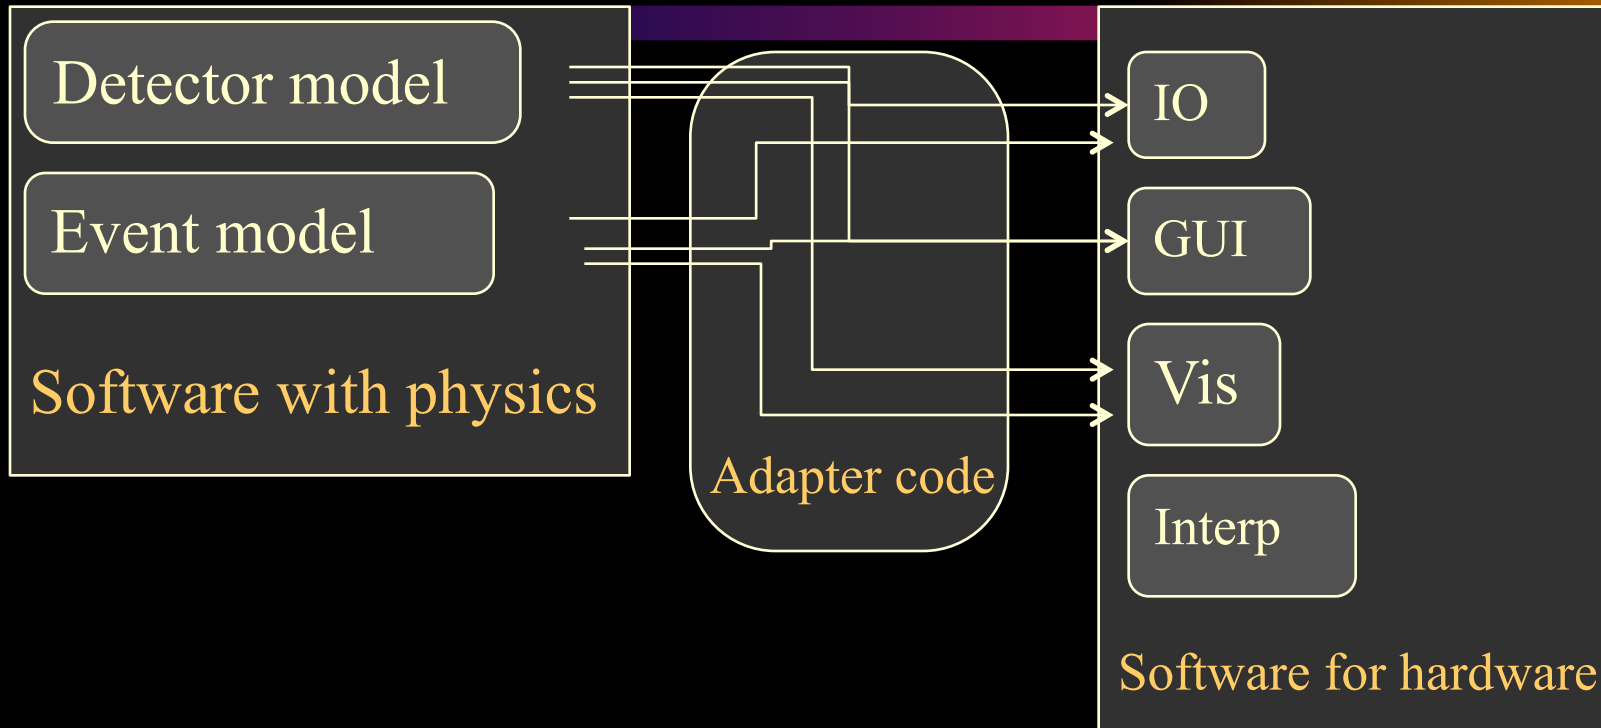 Detector model
Event model
Software with physics
Adapter code
IO
GUI
Vis
Interp
Software for hardware